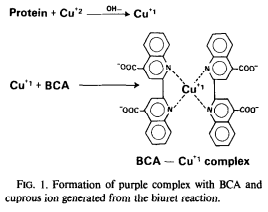 Protein + Cu+2 OH– Cu+1
Cu+1 + BCA
–OOC N N COO–
Cu+1
–OOC N N COO–
BCA – Cu+1 complex
FIG. 1. Formation of purple complex with BCA and
cuprous ion generated from the biuret reaction.